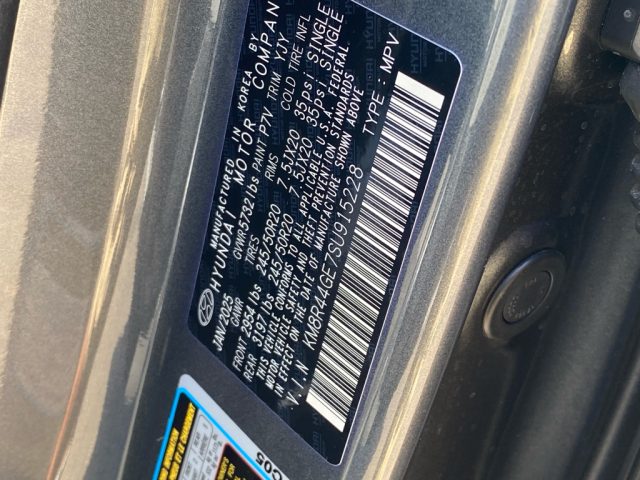 MANUFACTURED IN KOREA BY
HYUNDAI MOTOR COMPANY
JAN/2025 GVWR 5732 lbs PAINT P7V TRIM YJY
GAWR TIRES RIMS COLD TIRE INFL
FRONT 2954 lbs 245/50R20 7.5JX20 35psi SINGLE
REAR 3197 lbs 245/50R20 7.5JX20 35psi SINGLE
THIS VEHICLE CONFORMS TO ALL APPLICABLE U.S.A. FEDERAL
MOTOR VEHICLE SAFETY AND THEFT PREVENTION STANDARDS
IN EFFECT ON THE DATE OF MANUFACTURE SHOWN ABOVE
V.I.N KM8R44GE7SU915228 TYPE : MPV